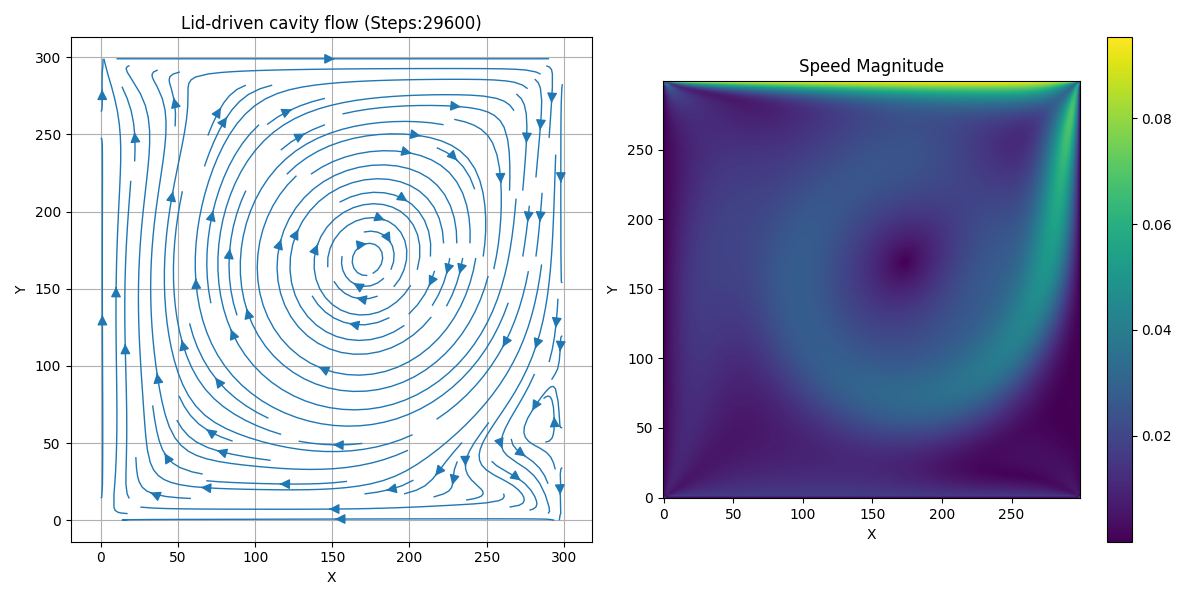 Lid-driven cavity flow (Steps:29600)
300
250
200
150
100
50
0
Y
0 50 100 150 200 250 300
X
Speed Magnitude
250
200
150
100
50
0
Y
0 50 100 150 200 250
X
0.08
0.06
0.04
0.02